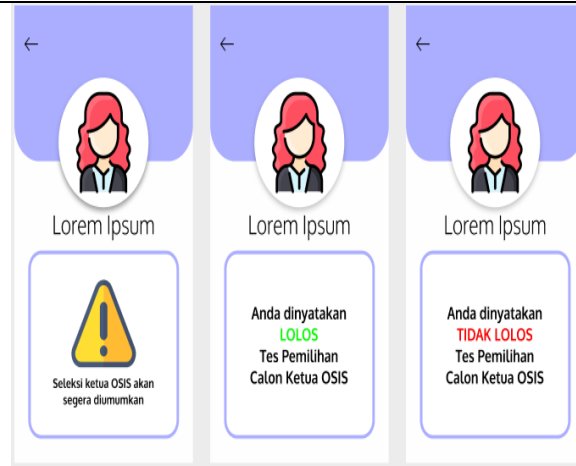 Lorem Ipsum
Seleksi ketua OSIS akan
segera diumumkan
Lorem Ipsum
Anda dinyatakan
LOLOS
Tes Pemilihan
Calon Ketua OSIS
Lorem Ipsum
Anda dinyatakan
TIDAK LOLOS
Tes Pemilihan
Calon Ketua OSIS